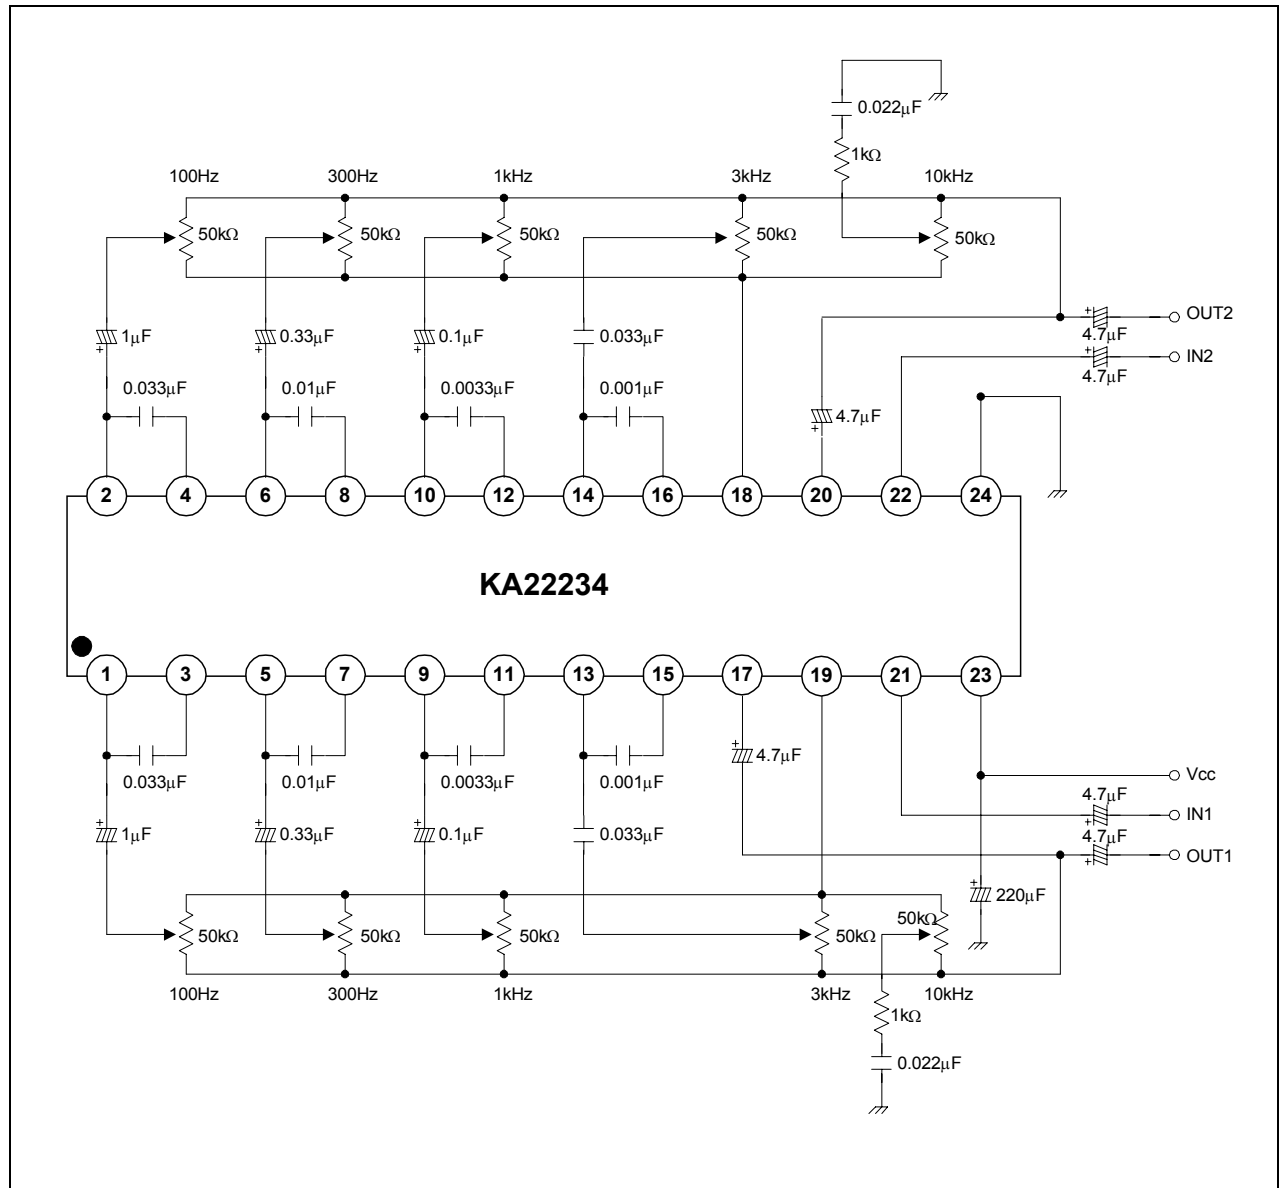 0.022μF
1kΩ
100Hz 300Hz 1kHz 3kHz 10kHz
50kΩ 50kΩ 50kΩ 50kΩ 50kΩ
+ OUT2
1μF 0.33μF 0.1μF 0.033μF 4.7μF
+ + + + IN2
4.7μF
0.033μF 0.01μF 0.0033μF 0.001μF
4.7μF
+
2 4 6 8 10 12 14 16 18 20 22 24
KA22234
1 3 5 7 9 11 13 15 17 19 21 23
+
4.7μF
0.033μF 0.01μF 0.0033μF 0.001μF
Vcc
4.7μF
IN1
+ + + +
1μF 0.33μF 0.1μF 0.033μF 4.7μF
OUT1
+
+
220μF
50kΩ
50kΩ 50kΩ 50kΩ 50kΩ
100Hz 300Hz 1kHz 3kHz 10kHz
1kΩ
0.022μF